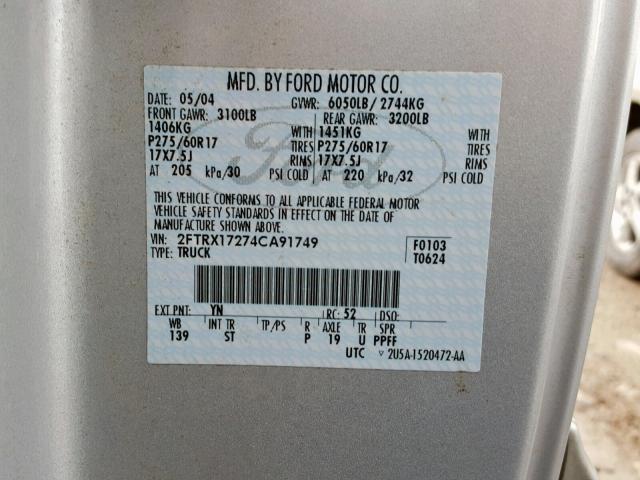 MFD. BY FORD MOTOR CO.
DATE: 05/04 GVWR: 6050LB/ 2744KG
FRONT GAWR: 3100LB REAR GAWR: 3200LB
1406KG WITH 1451KG WITH
P275/60R17 TIRES P275/60R17 TIRES
17X7.5J RIMS 17X7.5J RIMS
AT 205 kPa/30 PSI COLD AT 220 kPa/32 PSI COLD
THIS VEHICLE CONFORMS TO ALL APPLICABLE FEDERAL MOTOR
VEHICLE SAFETY STANDARDS IN EFFECT ON THE DATE OF
MANUFACTURE SHOWN ABOVE.
VIN: 2FTRX17274CA91749 F0103
TYPE: TRUCK T0624
EXT PNT: YN RC: 52 DSO:
WB INT TR TP/PS R AXLE TR SPR
139 ST P 19 U PPFF
UTC ▽ 2U5A-1520472-AA
Ford